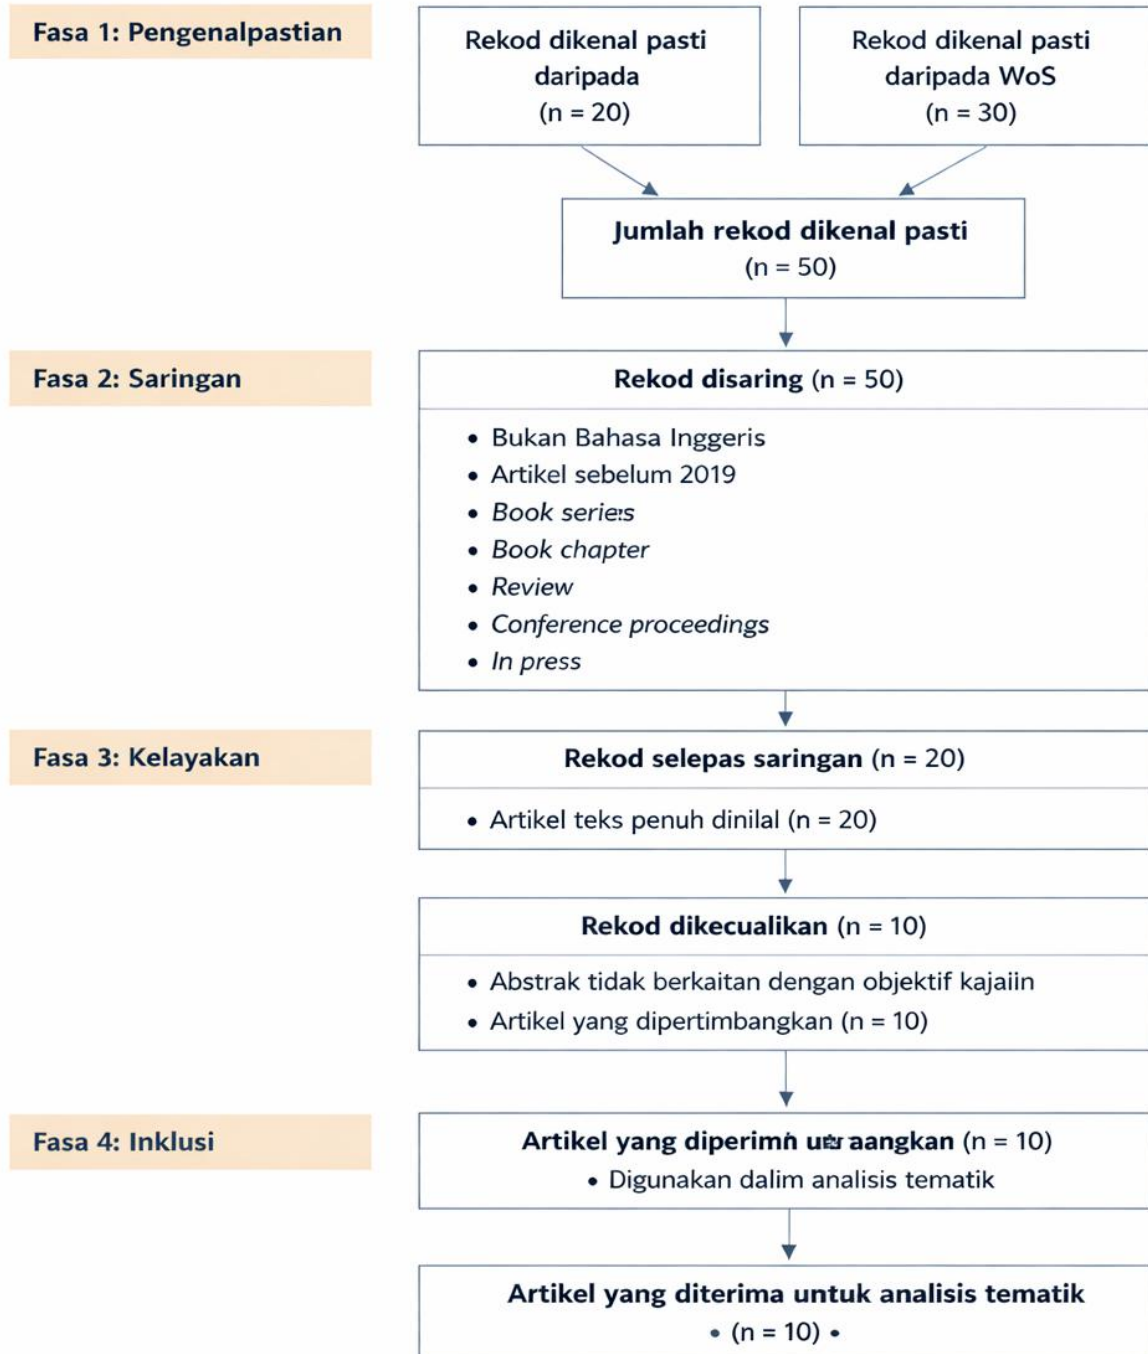 Fasa 1: Pengenalpastian
Rekod dikenal pasti
daripada
(n = 20)
Rekod dikenal pasti
daripada WoS
(n = 30)
Jumlah rekod dikenal pasti
(n = 50)
Fasa 2: Saringan
Rekod disaring (n = 50)
• Bukan Bahasa Inggeris
• Artikel sebelum 2019
• Book series
• Book chapter
• Review
• Conference proceedings
• In press
Fasa 3: Kelayakan
Rekod selepas saringan (n = 20)
• Artikel teks penuh dinilal (n = 20)
Rekod dikecualikan (n = 10)
• Abstrak tidak berkaitan dengan objektif kajaiin
• Artikel yang dipertimbangkan (n = 10)
Fasa 4: Inklusi
Artikel yang (n = 10)
• Digunakan dalim analisis tematik
Artikel yang diterima untuk analisis tematik
• (n = 10) •